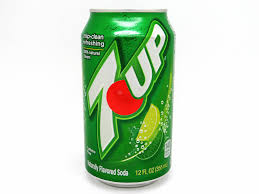 crisp-clean
refreshing
100% natural
flavors
7UP
Naturally Flavored Soda
12 FL OZ (355 mL)